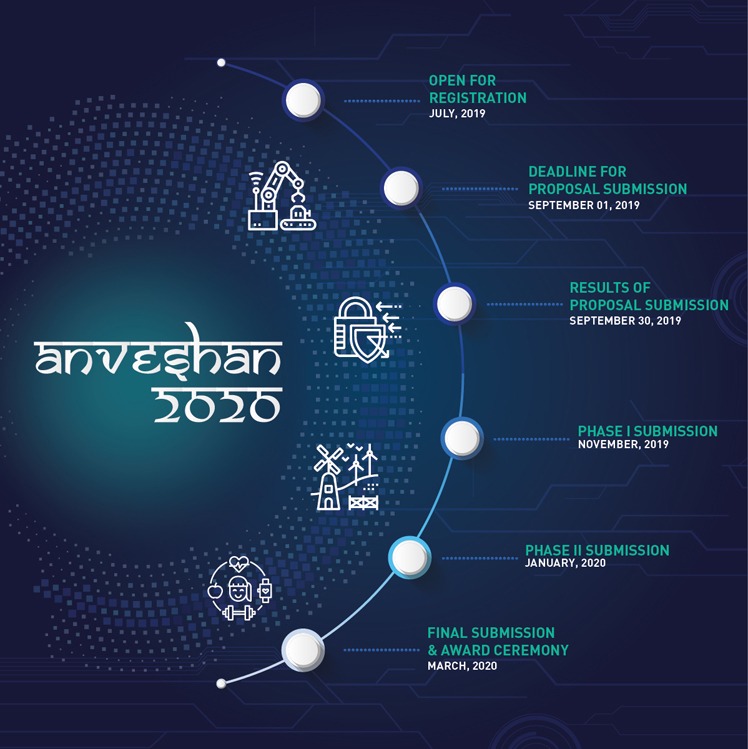 OPEN FOR
REGISTRATION
JULY, 2019
DEADLINE FOR
PROPOSAL SUBMISSION
SEPTEMBER 01, 2019
RESULTS OF
PROPOSAL SUBMISSION
SEPTEMBER 30, 2019
anveshan
2020
PHASE I SUBMISSION
NOVEMBER, 2019
PHASE II SUBMISSION
JANUARY, 2020
FINAL SUBMISSION
& AWARD CEREMONY
MARCH, 2020